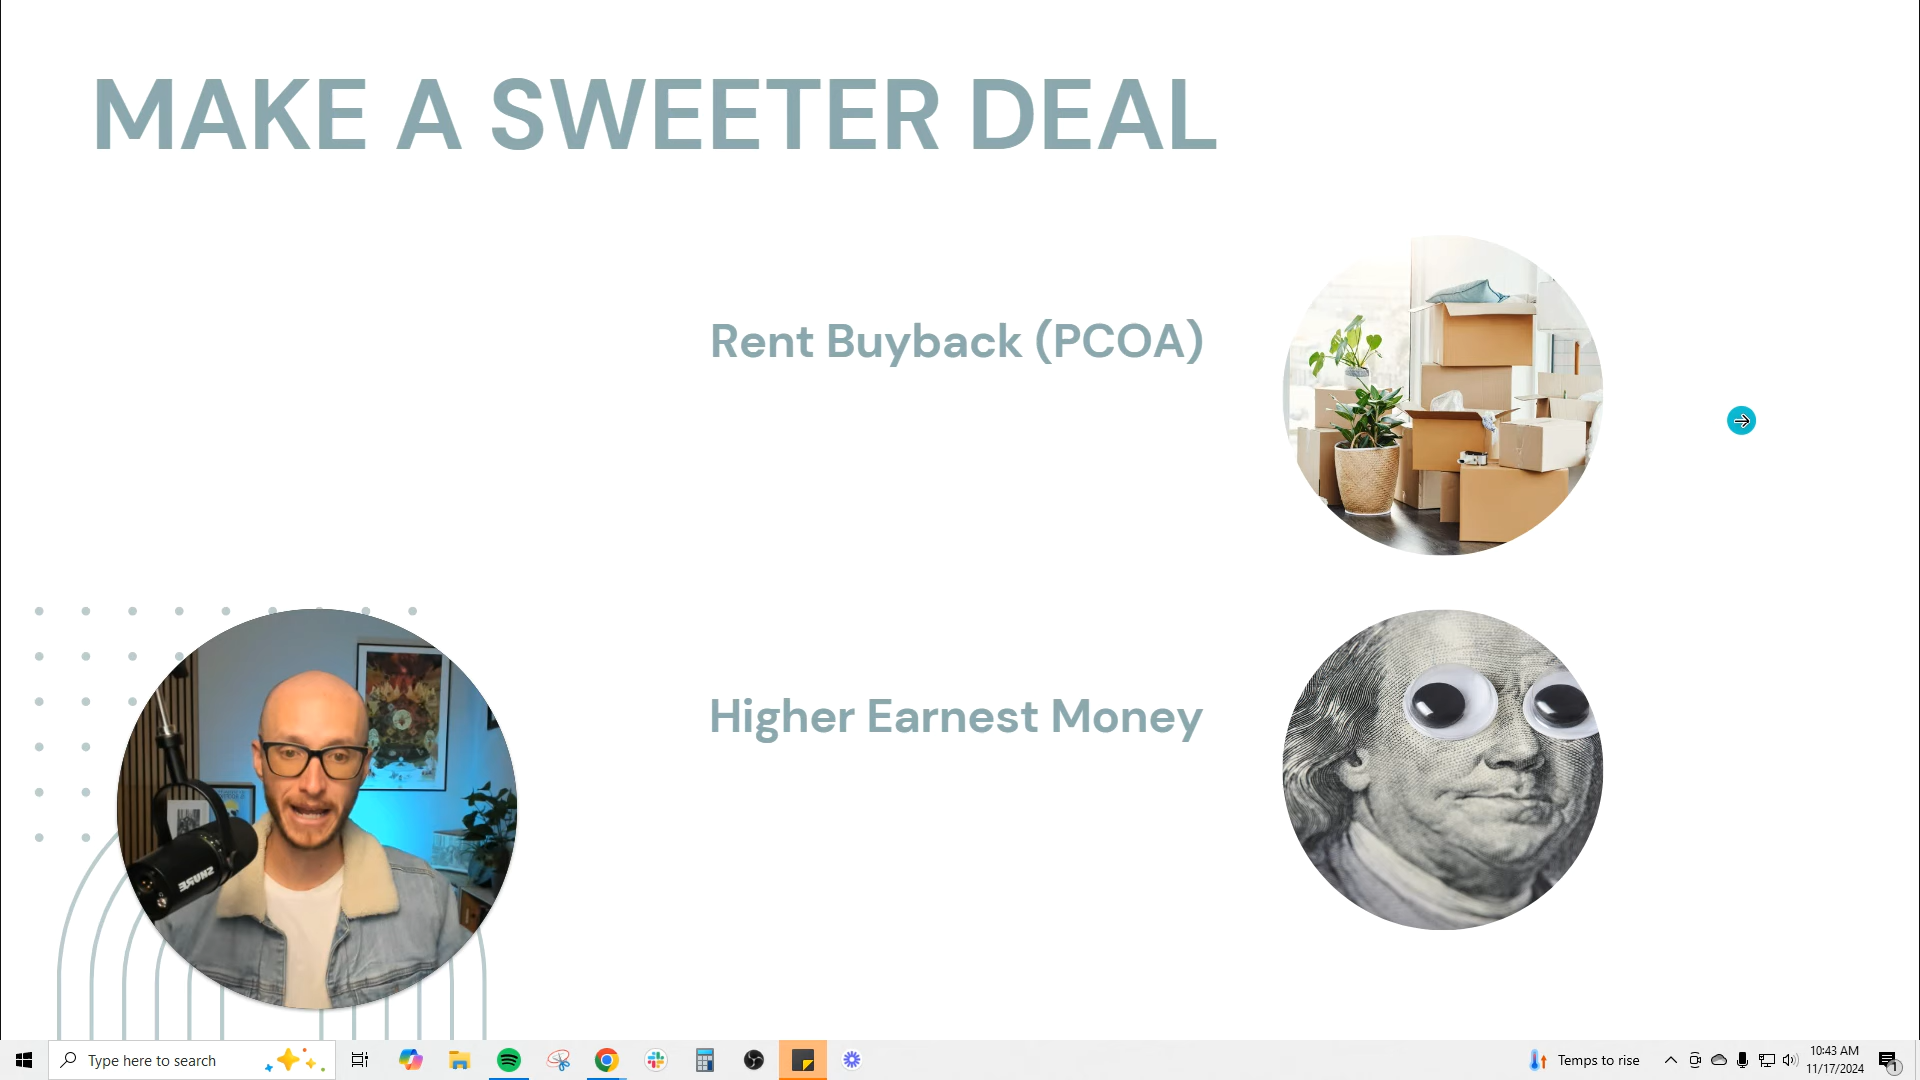 MAKE A SWEETER DEAL
Rent Buyback (PCOA)
Higher Earnest Money
SHURE
Type here to search
Temps to rise
10:43 AM
11/17/2024
1